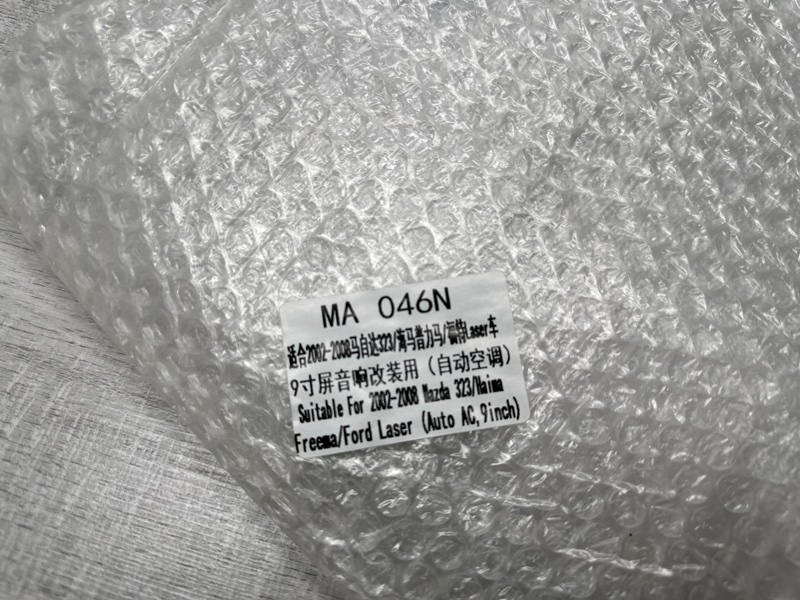 MA 046N
适合2002-2008马自达323/海马普力马/福特Laser车
9寸屏音响改装用（自动空调）
Suitable For 2002-2008 Mazda 323/Haima
Freema/Ford Laser (Auto AC,9inch)